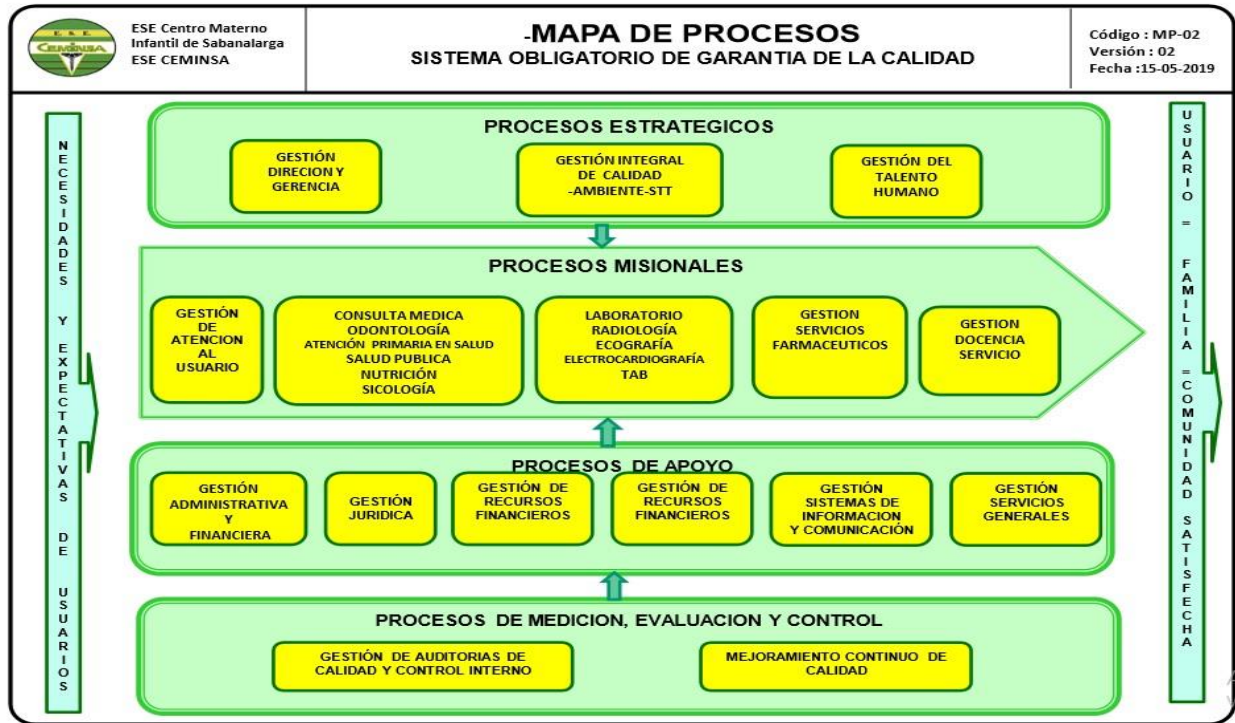 E. S. E.
CEMINSA
ESE Centro Materno
Infantil de Sabanalarga
ESE CEMINSA
-MAPA DE PROCESOS
SISTEMA OBLIGATORIO DE GARANTIA DE LA CALIDAD
Código : MP-02
Versión : 02
Fecha :15-05-2019
NECESIDADES Y EXPECTATIVAS DE USUARIOS
PROCESOS ESTRATEGICOS
GESTIÓN
DIRECION Y
GERENCIA
GESTIÓN INTEGRAL
DE CALIDAD
-AMBIENTE-STT
GESTIÓN DEL
TALENTO
HUMANO
PROCESOS MISIONALES
GESTIÓN
DE
ATENCION
AL
USUARIO
CONSULTA MEDICA
ODONTOLOGÍA
ATENCIÓN PRIMARIA EN SALUD
SALUD PUBLICA
NUTRICIÓN
SICOLOGÍA
LABORATORIO
RADIOLOGÍA
ECOGRAFÍA
ELECTROCARDIOGRAFÍA
TAB
GESTION
SERVICIOS
FARMACEUTICOS
GESTION
DOCENCIA
SERVICIO
PROCESOS DE APOYO
GESTIÓN
ADMINISTRATIVA
Y
FINANCIERA
GESTIÓN
JURIDICA
GESTIÓN DE
RECURSOS
FINANCIEROS
GESTIÓN DE
RECURSOS
FINANCIEROS
GESTIÓN
SISTEMAS DE
INFORMACION
Y COMUNICACIÓN
GESTIÓN
SERVICIOS
GENERALES
PROCESOS DE MEDICION, EVALUACION Y CONTROL
GESTIÓN DE AUDITORIAS DE
CALIDAD Y CONTROL INTERNO
MEJORAMIENTO CONTINUO DE
CALIDAD
USUARIO = FAMILIA =COMUNIDAD SATISFECHA